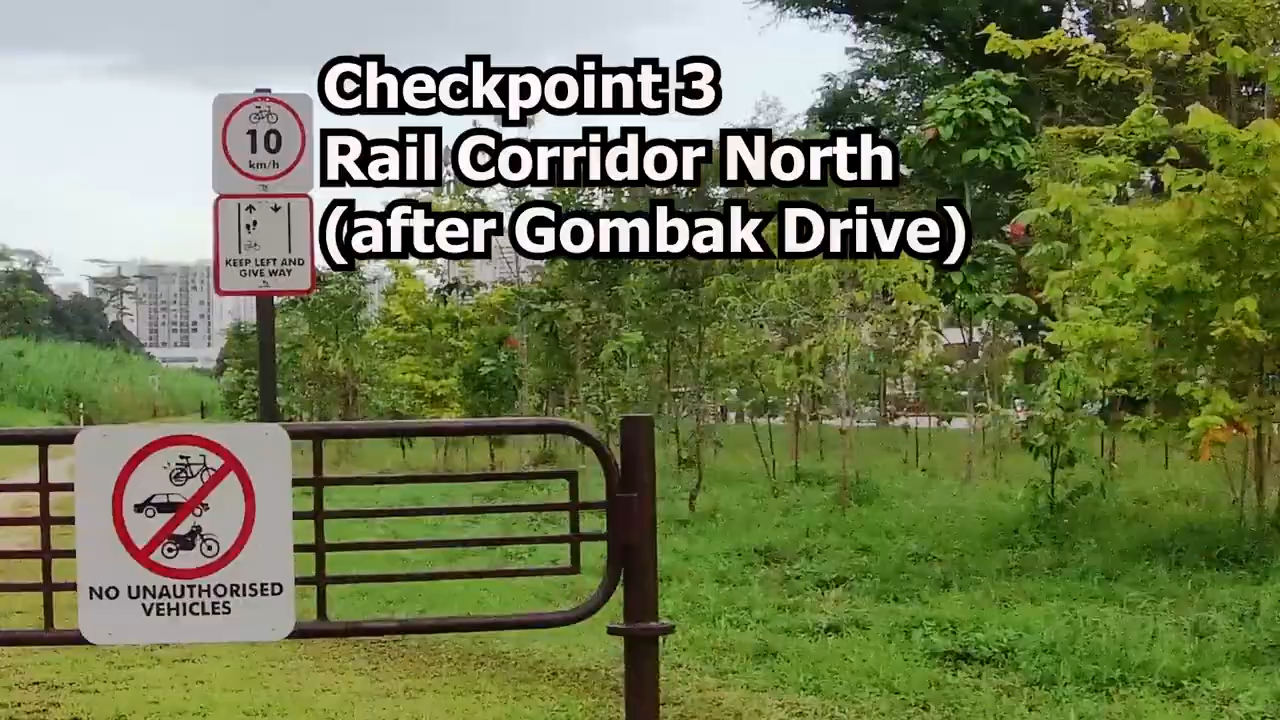 Checkpoint 3
Rail Corridor North
(after Gombak Drive)
10
km/h
KEEP LEFT AND
GIVE WAY
NO UNAUTHORISED
VEHICLES